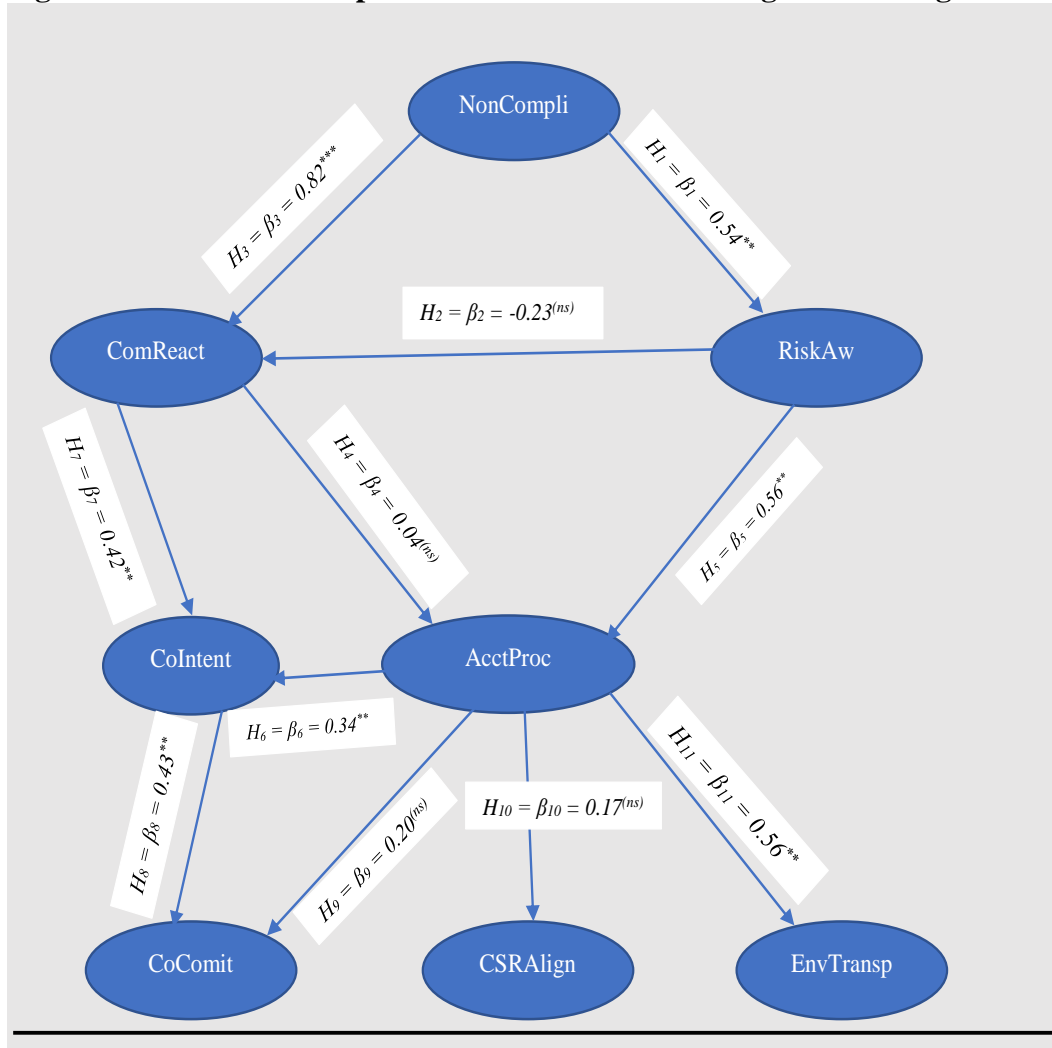 NonCompli
H3 = β3 = 0.82***
H1 = β1 = 0.54**
H2 = β2 = -0.23(ns)
ComReact
RiskAw
H7 = β7 = 0.42**
H4 = β4 = 0.04(ns)
H5 = β5 = 0.56**
CoIntent
AcctProc
H6 = β6 = 0.34**
H8 = β8 = 0.43**
H9 = β9 = 0.20(ns)
H10 = β10 = 0.17(ns)
H11 = β11 = 0.56**
CoComit
CSRAlign
EnvTransp